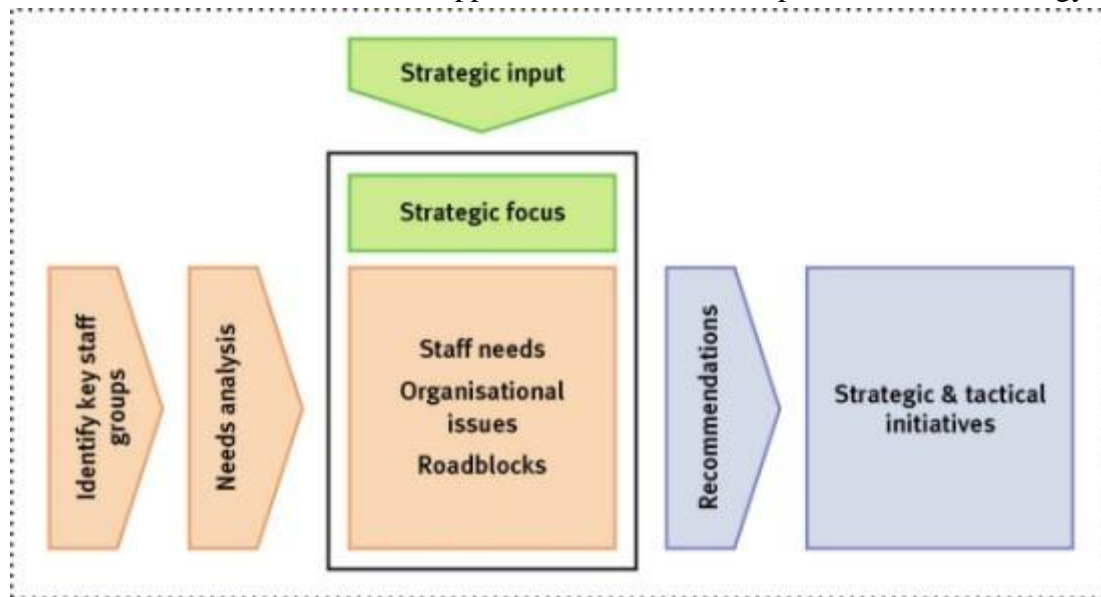 Strategic input
Strategic focus
Identify key staff
groups
Needs analysis
Staff needs
Organisational
issues
Roadblocks
Recommendations
Strategic & tactical
initiatives